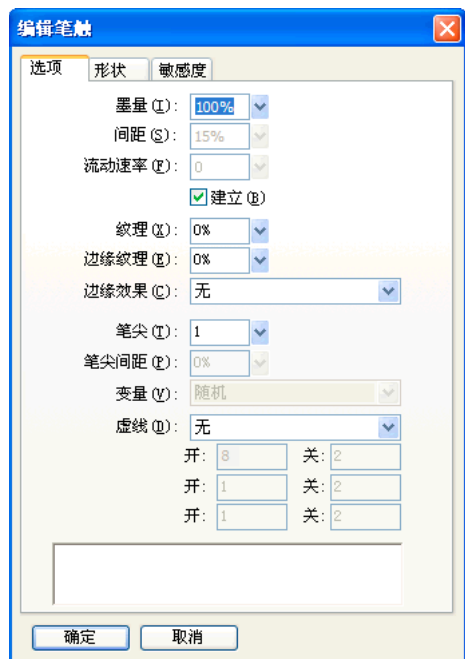 编辑笔触
选项 形状 敏感度
墨量(I): 100%
间距(S): 15%
流动速率(F): 0
建立(B)
纹理(X): 0%
边缘纹理(E): 0%
边缘效果(C): 无
笔尖(T): 1
笔尖间距(P): 0%
变量(V): 随机
虚线(D): 无
开: 8 关: 2
开: 1 关: 2
开: 1 关: 2
确定 取消